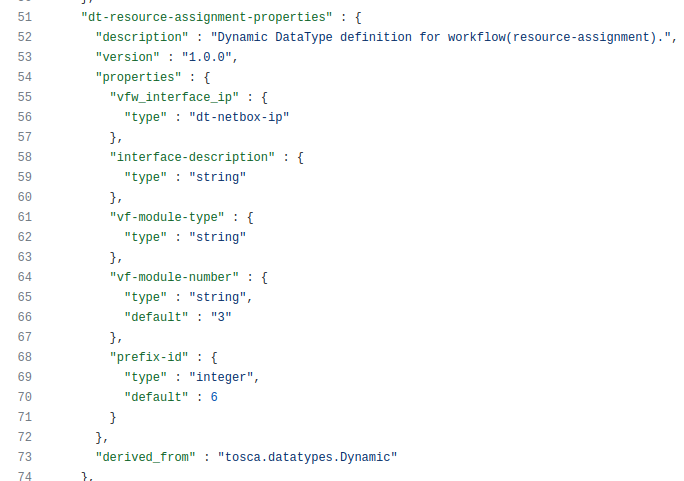 51 "dt-resource-assignment-properties" : {
52 "description" : "Dynamic DataType definition for workflow(resource-assignment).",
53 "version" : "1.0.0",
54 "properties" : {
55 "vfw_interface_ip" : {
56 "type" : "dt-netbox-ip"
57 },
58 "interface-description" : {
59 "type" : "string"
60 },
61 "vf-module-type" : {
62 "type" : "string"
63 },
64 "vf-module-number" : {
65 "type" : "string",
66 "default" : "3"
67 },
68 "prefix-id" : {
69 "type" : "integer",
70 "default" : 6
71 }
72 },
73 "derived_from" : "tosca.datatypes.Dynamic"
74 },